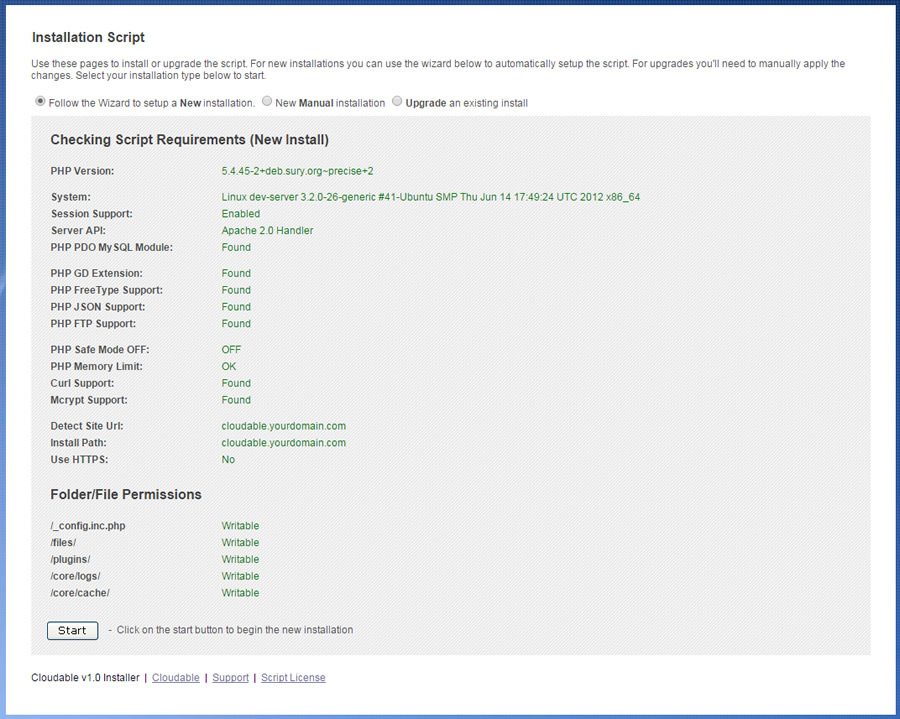 Installation Script
Use these pages to install or upgrade the script. For new installations you can use the wizard below to automatically setup the script. For upgrades you'll need to manually apply the
changes. Select your installation type below to start.
Follow the Wizard to setup a New installation. New Manual installation Upgrade an existing install
Checking Script Requirements (New Install)
PHP Version: 5.4.45-2+deb.sury.org~precise+2
System: Linux dev-server 3.2.0-26-generic #41-Ubuntu SMP Thu Jun 14 17:49:24 UTC 2012 x86_64
Session Support: Enabled
Server API: Apache 2.0 Handler
PHP PDO MySQL Module: Found
PHP GD Extension: Found
PHP FreeType Support: Found
PHP JSON Support: Found
PHP FTP Support: Found
PHP Safe Mode OFF: OFF
PHP Memory Limit: OK
Curl Support: Found
Mcrypt Support: Found
Detect Site Url: cloudable.yourdomain.com
Install Path: cloudable.yourdomain.com
Use HTTPS: No
Folder/File Permissions
/_config.inc.php Writable
/files/ Writable
/plugins/ Writable
/core/logs/ Writable
/core/cache/ Writable
Start - Click on the start button to begin the new installation
Cloudable v1.0 Installer | Cloudable | Support | Script License